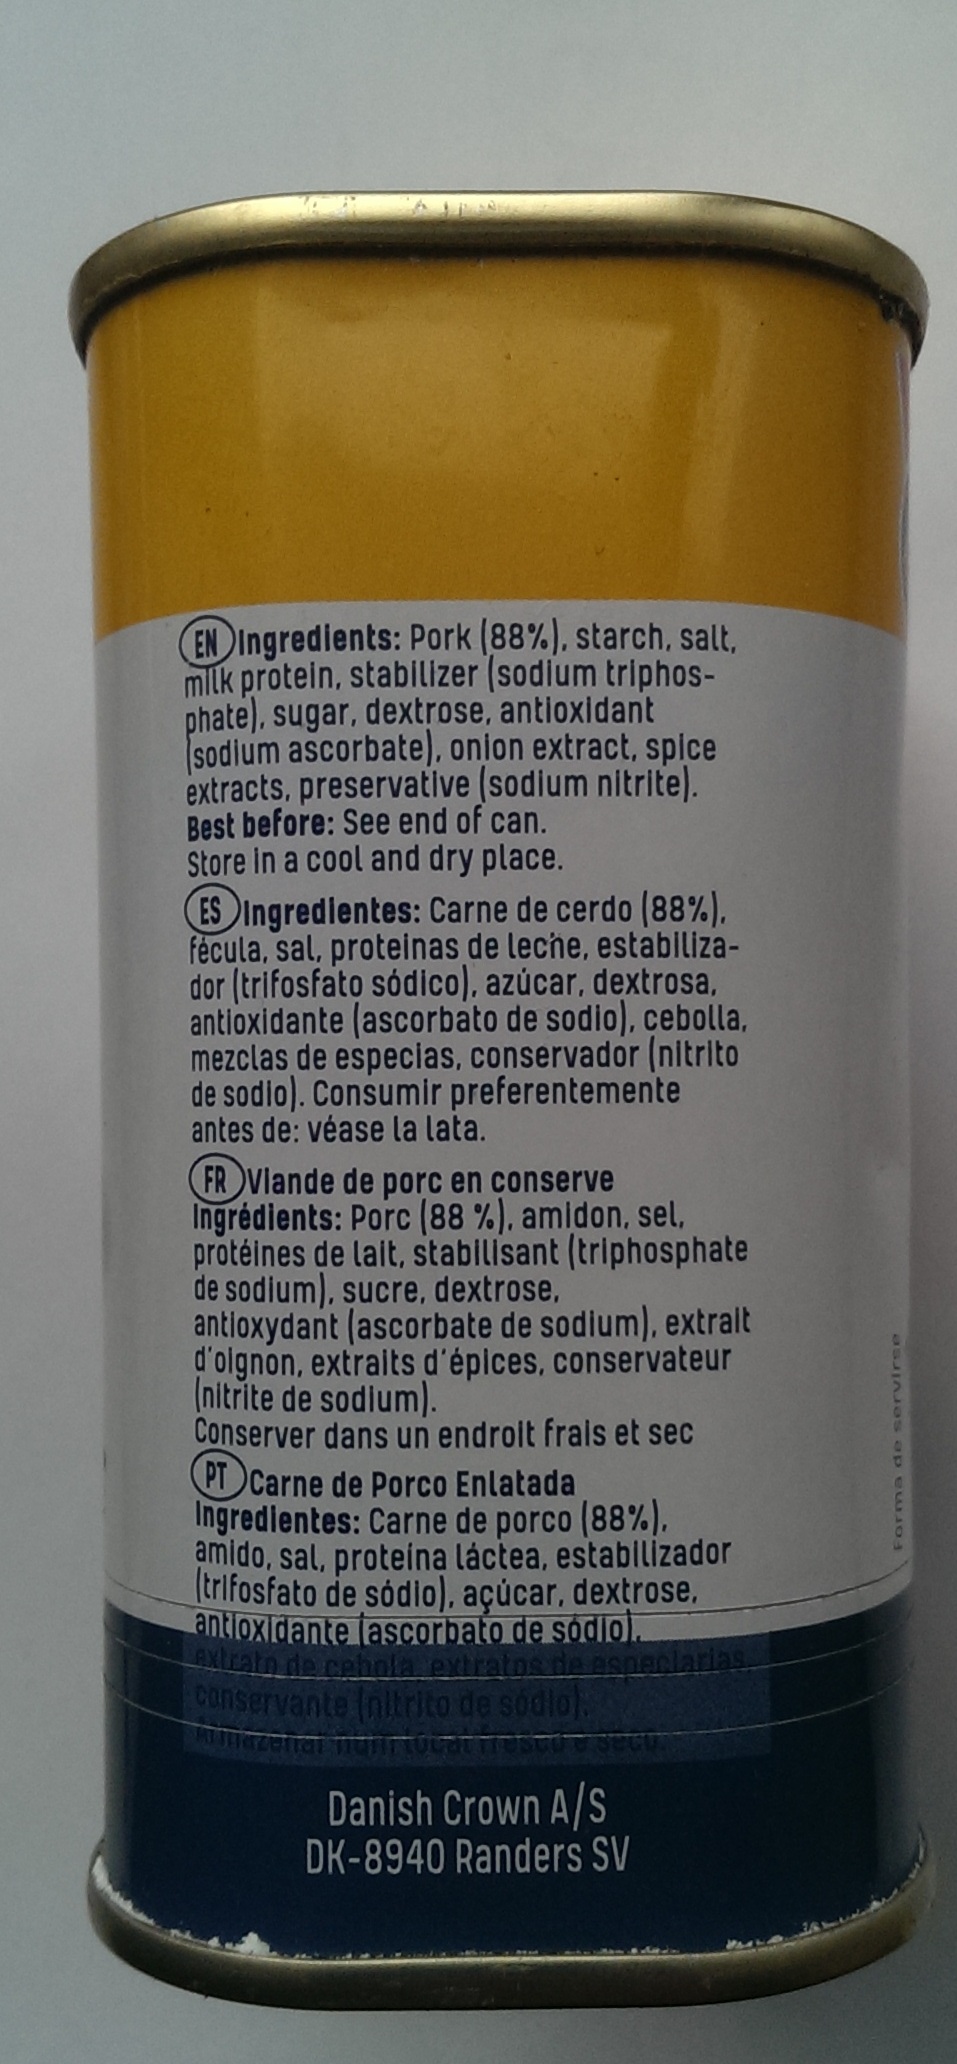 EN Ingredients: Pork (88%), starch, salt,
milk protein, stabilizer (sodium triphos-
phate), sugar, dextrose, antioxidant
(sodium ascorbate), onion extract, spice
extracts, preservative (sodium nitrite).
Best before: See end of can.
Store in a cool and dry place.
ES Ingredientes: Carne de cerdo (88%),
fécula, sal, proteinas de leche, estabiliza-
dor (trifosfato sódico), azúcar, dextrosa,
antioxidante (ascorbato de sodio), cebolla,
mezclas de especias, conservador (nitrito
de sodio). Consumir preferentemente
antes de: véase la lata.
FR Viande de porc en conserve
Ingrédients: Porc (88 %), amidon, sel,
protéines de lait, stabilisant (triphosphate
de sodium), sucre, dextrose,
antioxydant (ascorbate de sodium), extrait
d'oignon, extraits d'épices, conservateur
(nitrite de sodium).
Conserver dans un endroit frais et sec
PT Carne de Porco Enlatada
Ingredientes: Carne de porco (88%),
amido, sal, proteína láctea, estabilizador
(trifosfato de sódio), açúcar, dextrose,
antioxidante (ascorbato de sódio),
extrato de cebola, extratos de especiarias,
conservante (nitrito de sódio).
Armazenar num local fresco e seco.
Danish Crown A/S
DK-8940 Randers SV
Forma de servirse